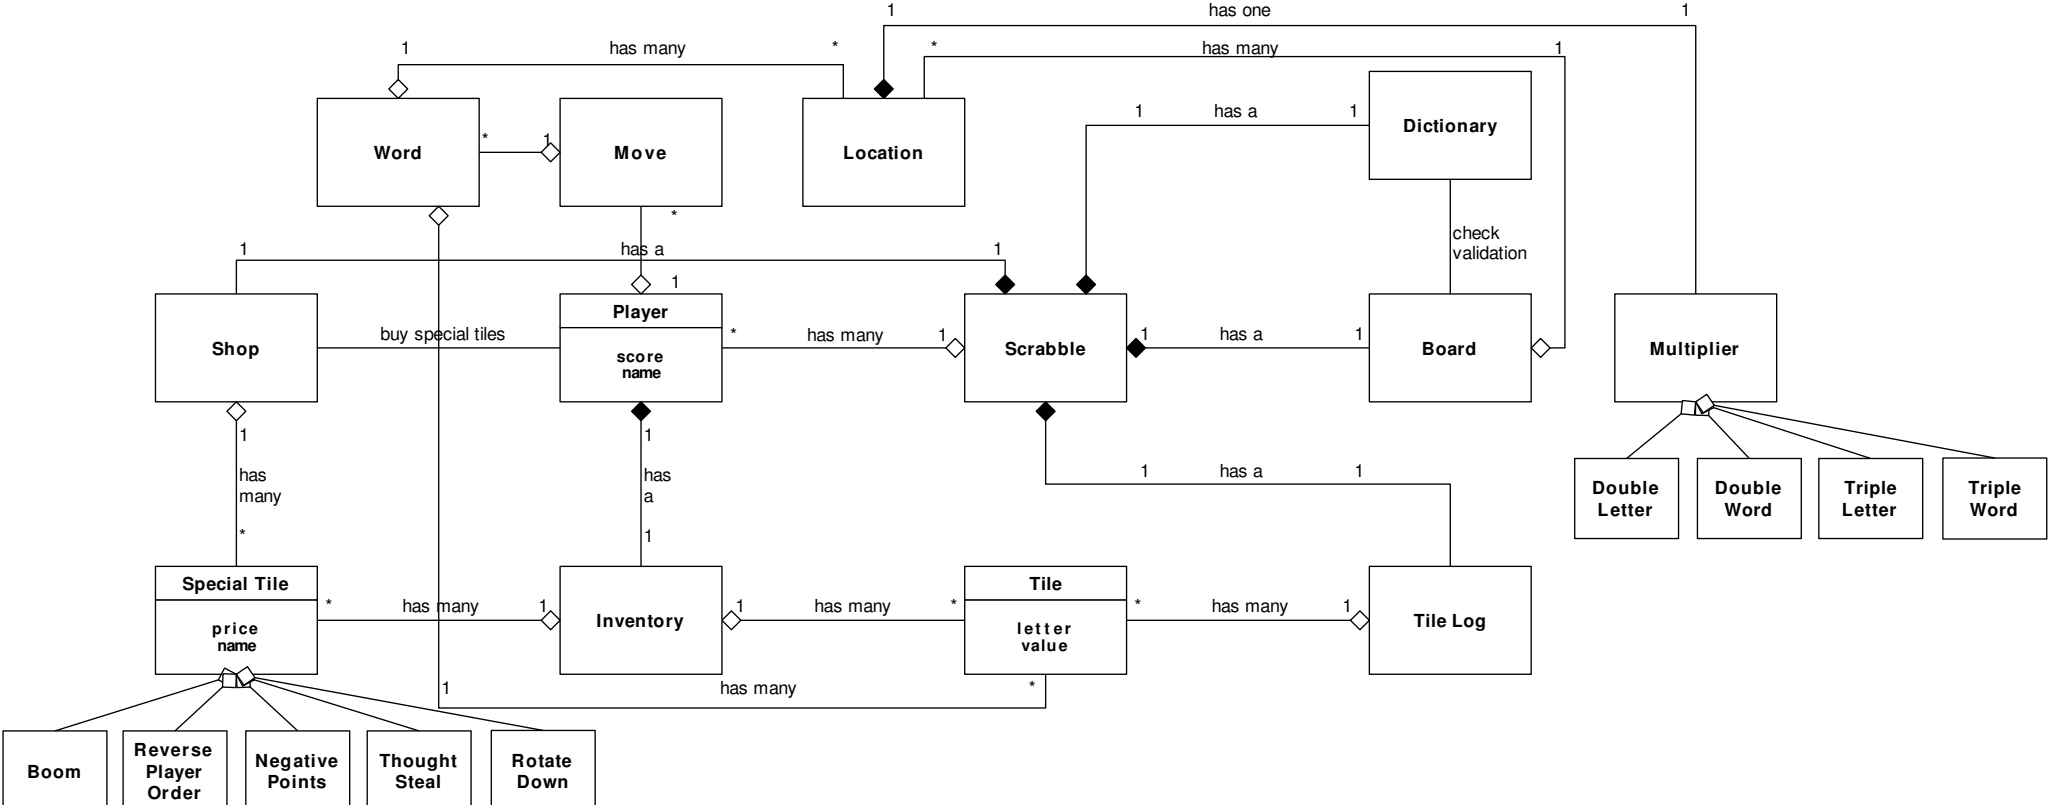 1 has one 1
1 has many * * has many 1
Dictionary
1 has a 1
Word * 1 Move Location
check
validation
*
1 has a 1
1
Player
score
name
Shop buy special tiles * has many 1 Scrabble 1 has a 1 Board Multiplier
1
has
many
*
1
has
a
1
1 has a 1
Double
Letter
Double
Word
Triple
Letter
Triple
Word
Special Tile
price
name
* has many 1 Inventory 1 has many *
Tile
letter
value
* has many 1 Tile Log
1 has many *
Boom
Reverse
Player
Order
Negative
Points
Thought
Steal
Rotate
Down